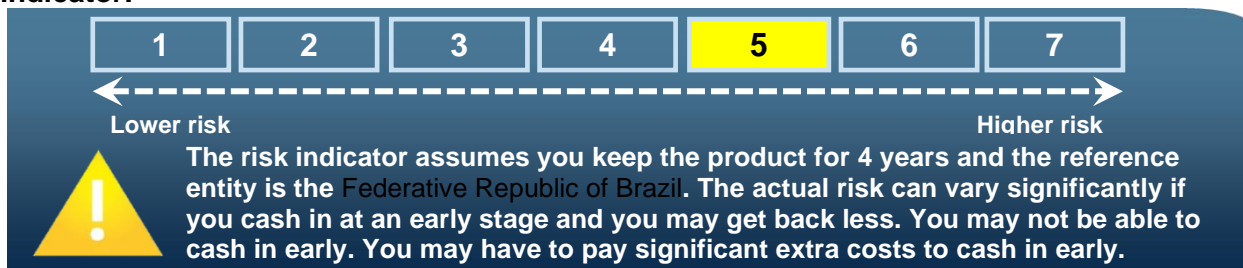 1 2 3 4 5 6 7
Lower risk Higher risk
The risk indicator assumes you keep the product for 4 years and the reference
entity is the Federative Republic of Brazil. The actual risk can vary significantly if
you cash in at an early stage and you may get back less. You may not be able to
cash in early. You may have to pay significant extra costs to cash in early.